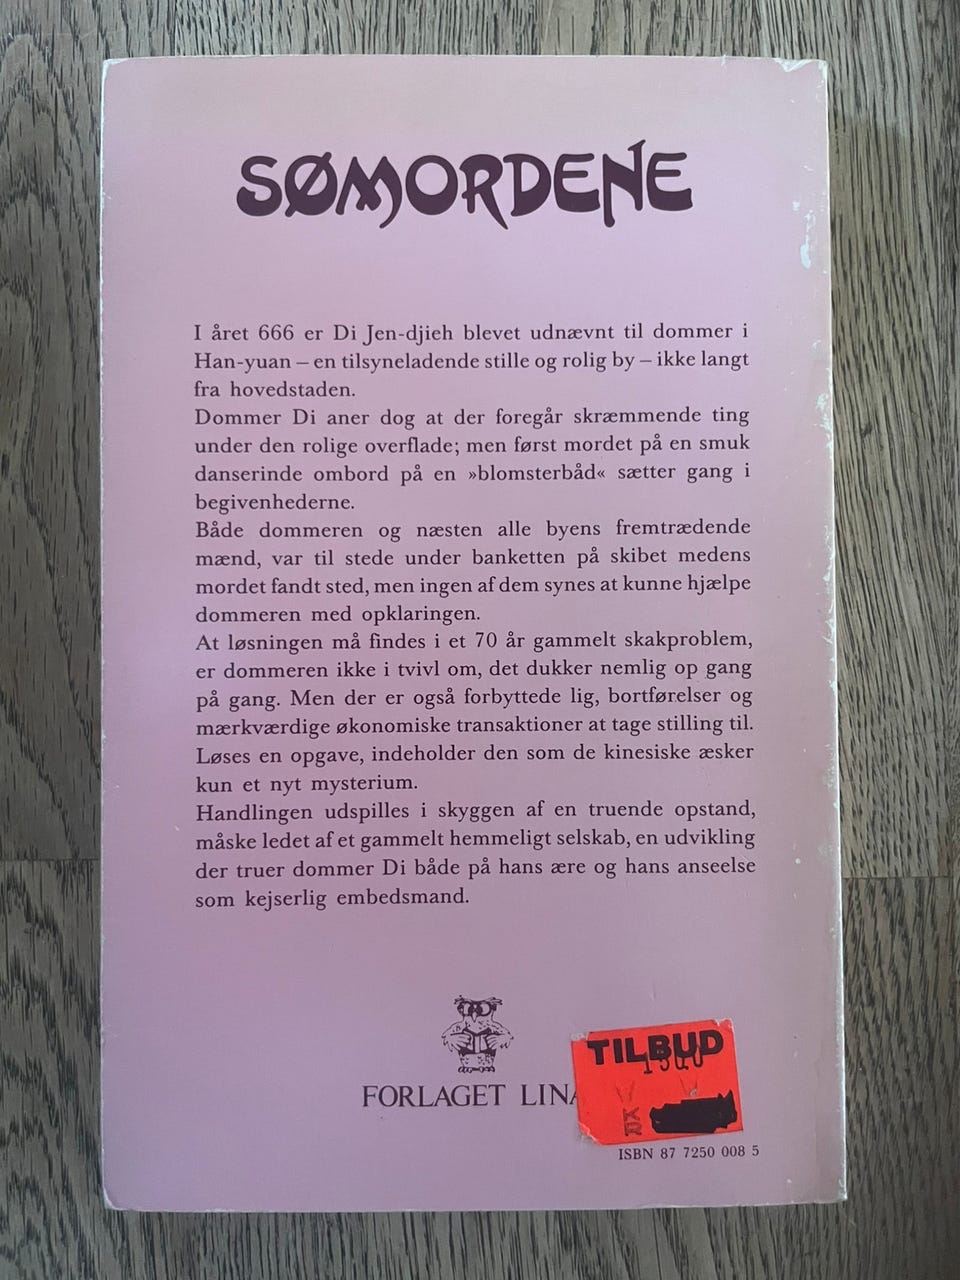 SØMORDENE
I året 666 er Di Jen-djieh blevet udnævnt til dommer i
Han-yuan – en tilsyneladende stille og rolig by – ikke langt
fra hovedstaden.
Dommer Di aner dog at der foregår skræmmende ting
under den rolige overflade; men først mordet på en smuk
danserinde ombord på en »blomsterbåd« sætter gang i
begivenhederne.
Både dommeren og næsten alle byens fremtrædende
mænd, var til stede under banketten på skibet medens
mordet fandt sted, men ingen af dem synes at kunne hjælpe
dommeren med opklaringen.
At løsningen må findes i et 70 år gammelt skakproblem,
er dommeren ikke i tvivl om, det dukker nemlig op gang
på gang. Men der er også forbyttede lig, bortførelser og
mærkværdige økonomiske transaktioner at tage stilling til.
Løses en opgave, indeholder den som de kinesiske æsker
kun et nyt mysterium.
Handlingen udspilles i skyggen af en truende opstand,
måske ledet af et gammelt hemmeligt selskab, en udvikling
der truer dommer Di både på hans ære og hans anseelse
som kejserlig embedsmand.
TILBUD
KR
FORLAGET
ISBN 87 7250 008 5